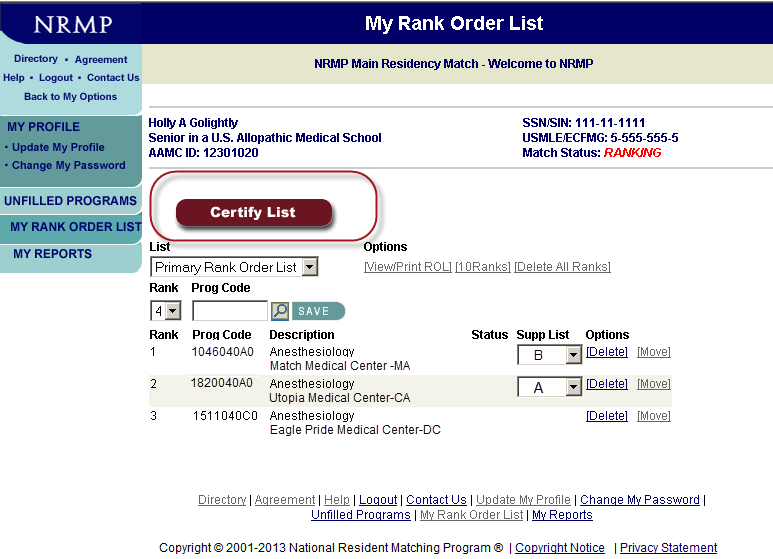 NRMP
My Rank Order List
Directory ▪ Agreement
Help ▪ Logout ▪ Contact Us
Back to My Options
NRMP Main Residency Match - Welcome to NRMP
MY PROFILE
· Update My Profile
· Change My Password
UNFILLED PROGRAMS
MY RANK ORDER LIST
MY REPORTS
Holly A Golightly
SSN/SIN: 111-11-1111
Senior in a U.S. Allopathic Medical School
USMLE/ECFMG: 5-555-555-5
AAMC ID: 12301020
Match Status: RANKING
Certify List
List
Options
Primary Rank Order List
[View/Print ROL] [10Ranks] [Delete All Ranks]
Rank Prog Code
4
SAVE
Rank Prog Code Description Status Supp List Options
1 1046040A0 Anesthesiology B [Delete] [Move]
Match Medical Center -MA
2 1820040A0 Anesthesiology A [Delete] [Move]
Utopia Medical Center-CA
3 1511040C0 Anesthesiology [Delete] [Move]
Eagle Pride Medical Center-DC
Directory | Agreement | Help | Logout | Contact Us | Update My Profile | Change My Password |
Unfilled Programs | My Rank Order List | My Reports
Copyright © 2001-2013 National Resident Matching Program ® | Copyright Notice | Privacy Statement